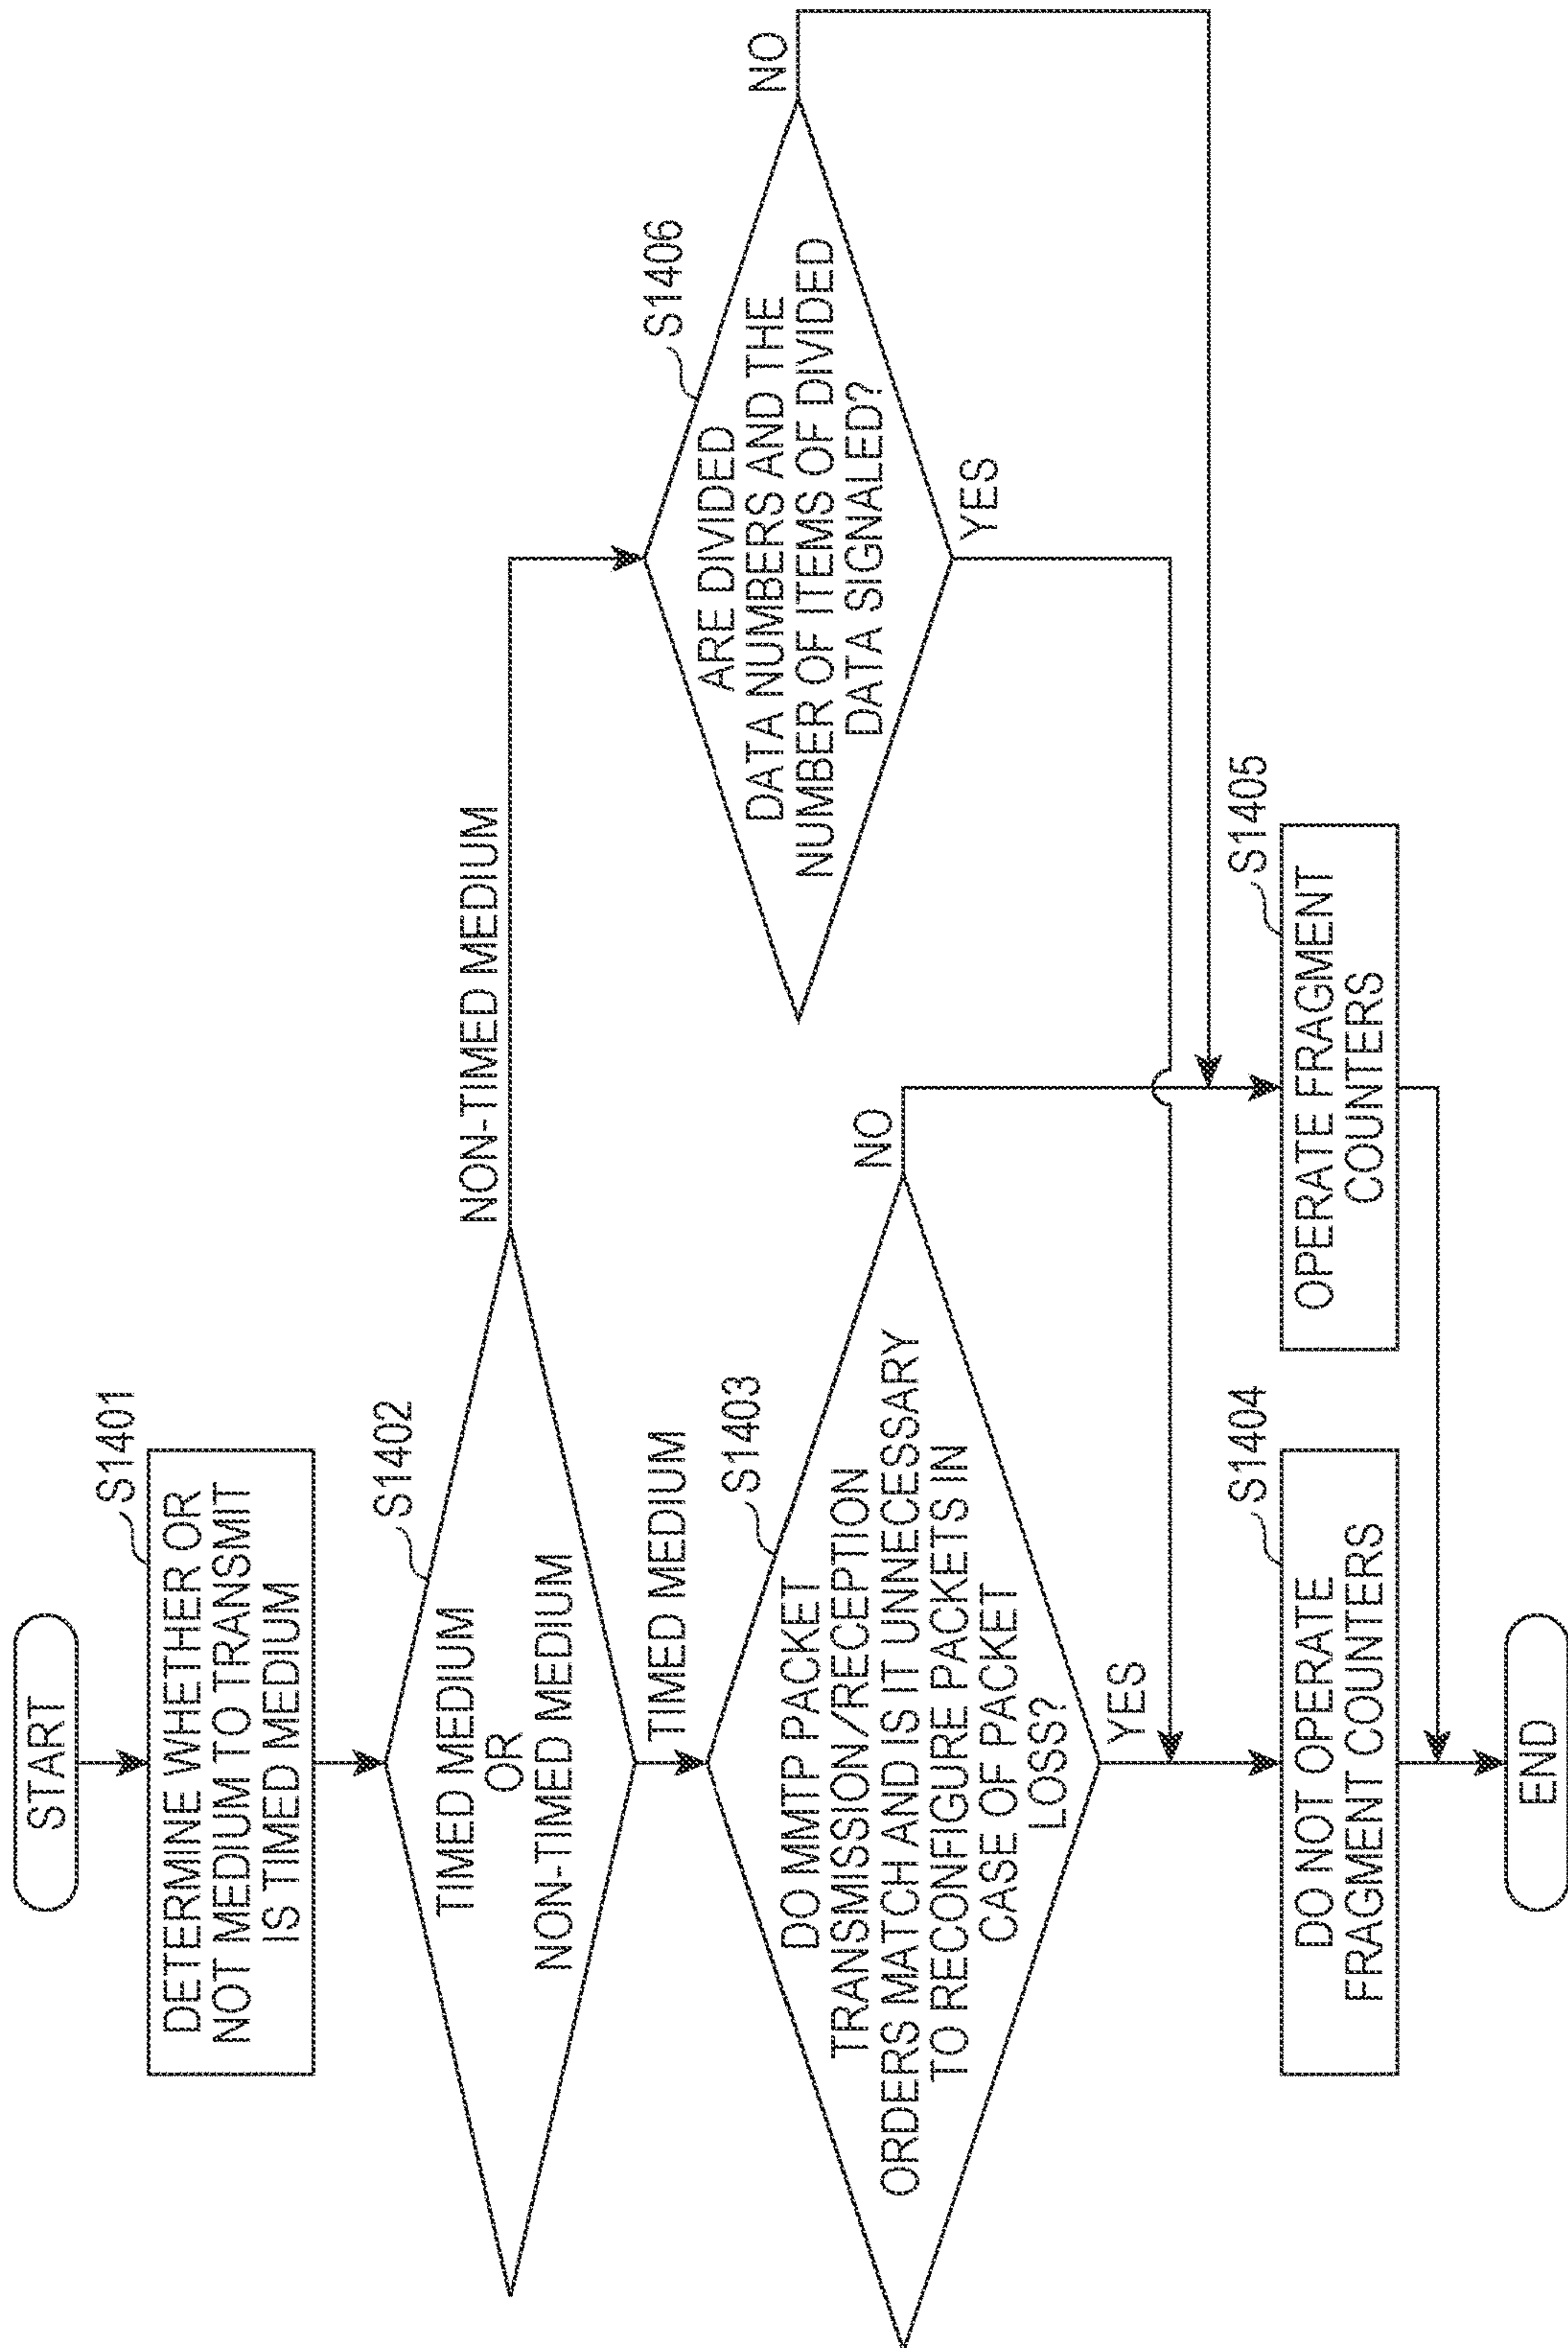 START
S1401
DETERMINE WHETHER OR
NOT MEDIUM TO TRANSMIT
IS TIMED MEDIUM
S1402
TIMED MEDIUM
OR
NON-TIMED MEDIUM
NON-TIMED MEDIUM
TIMED MEDIUM
S1403
DO MMTP PACKET
TRANSMISSION/RECEPTION
ORDERS MATCH AND IS IT UNNECESSARY
TO RECONFIGURE PACKETS IN
CASE OF PACKET
LOSS?
NO
YES
S1406
ARE DIVIDED
DATA NUMBERS AND THE
NUMBER OF ITEMS OF DIVIDED
DATA SIGNALED?
NO
YES
S1404
DO NOT OPERATE
FRAGMENT COUNTERS
S1405
OPERATE FRAGMENT
COUNTERS
END